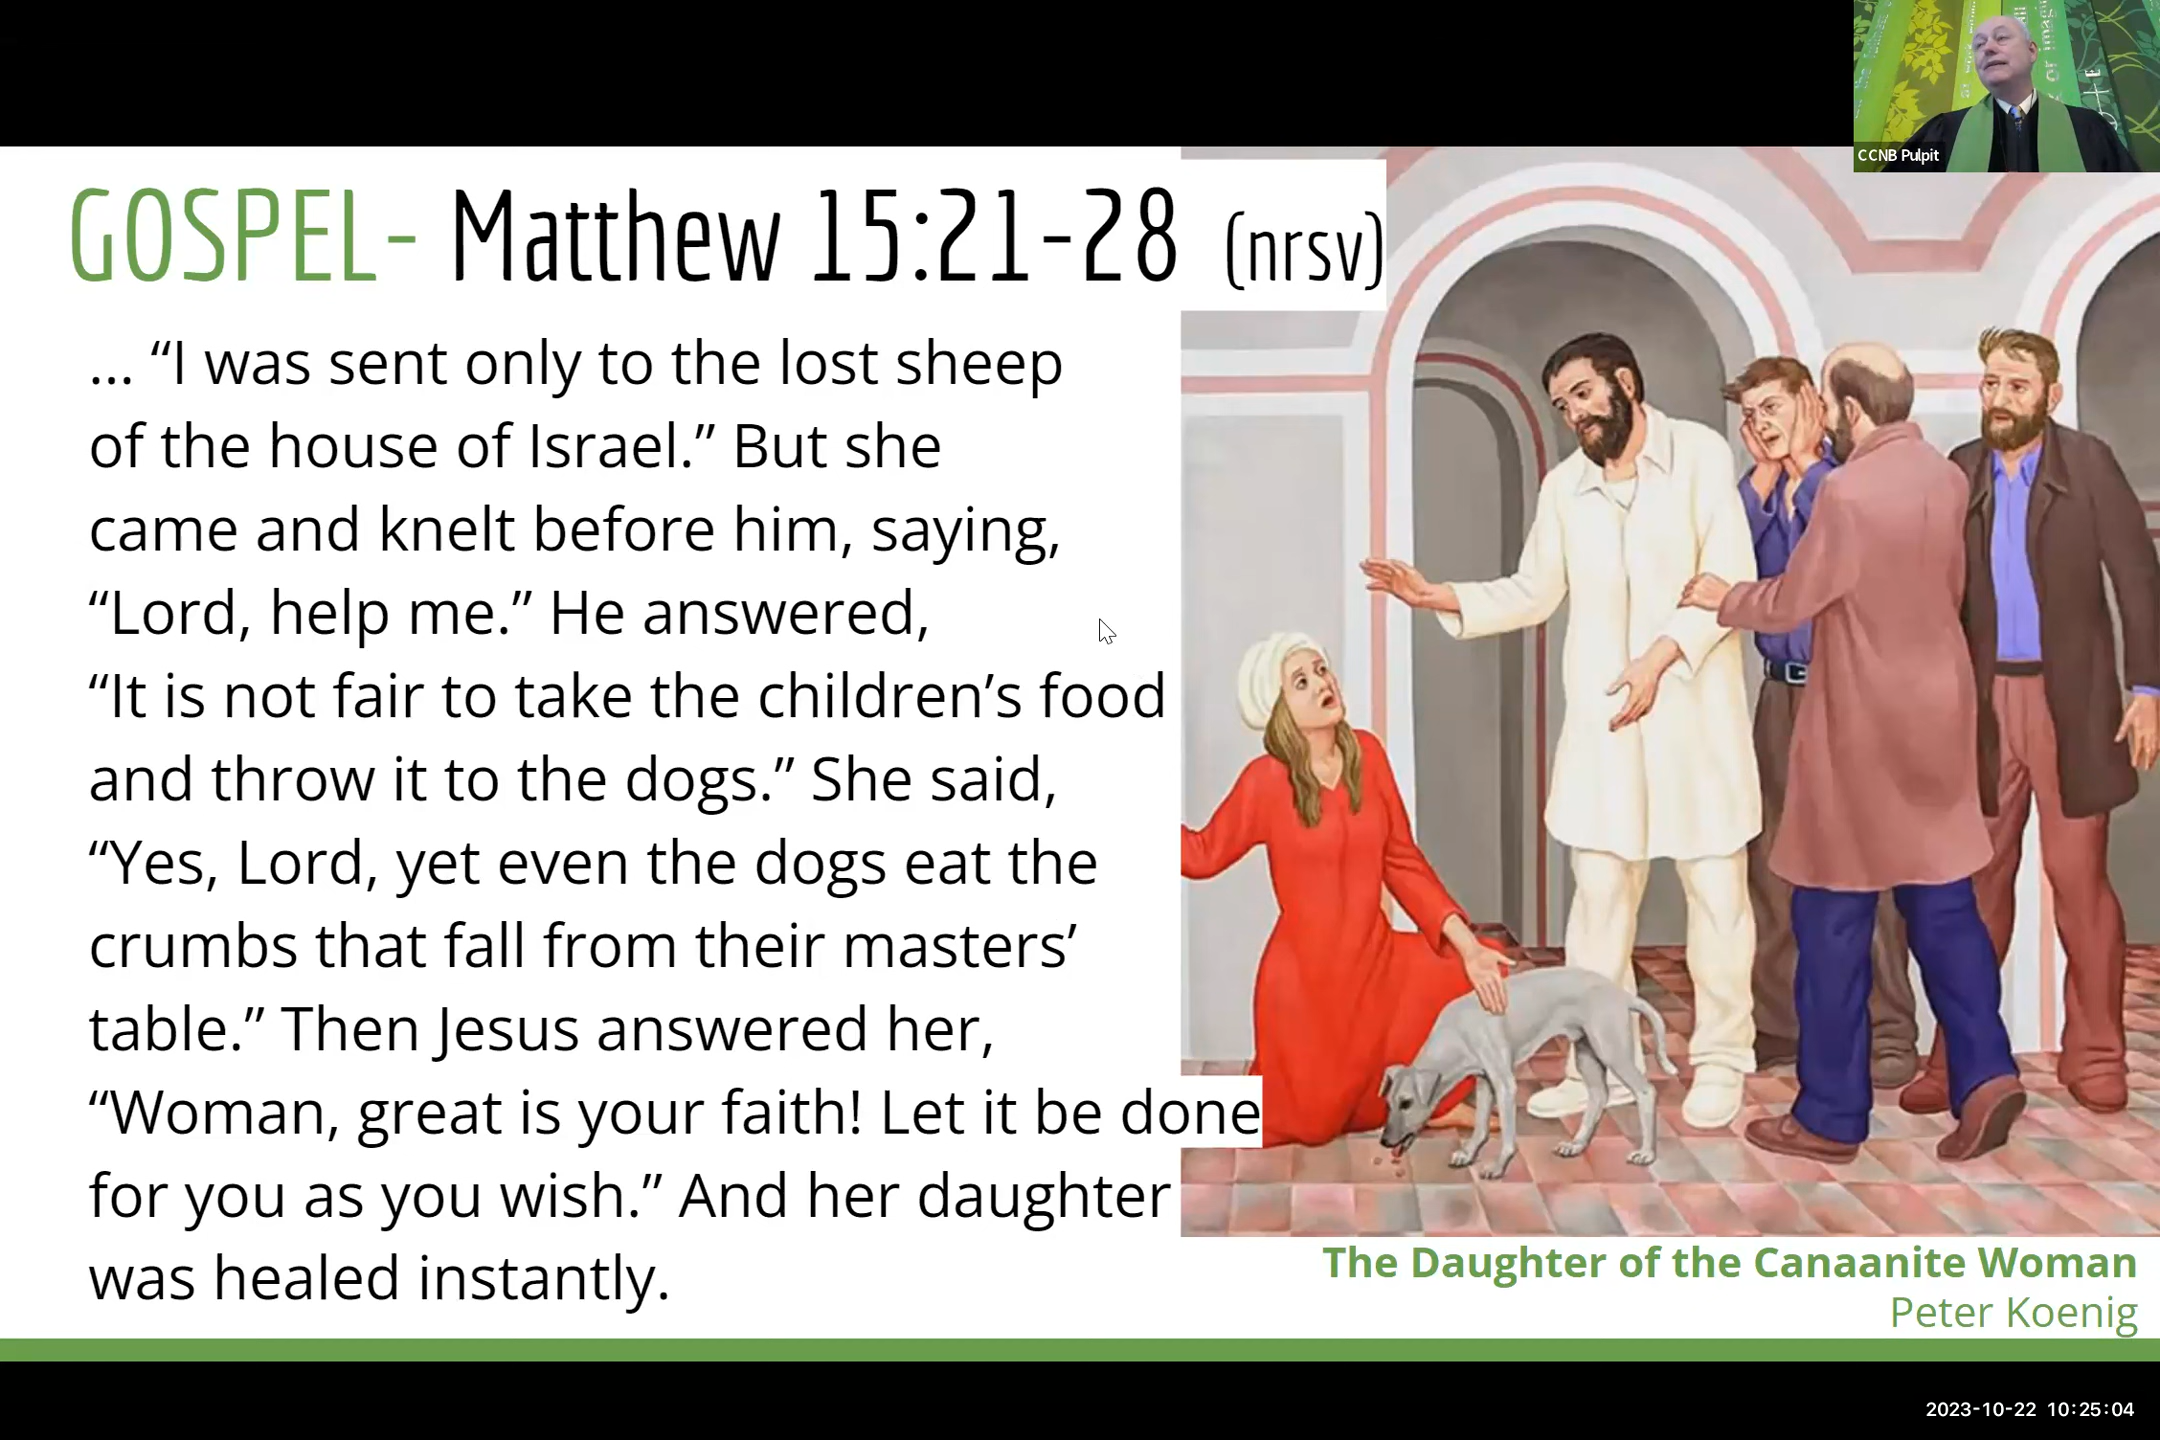 CCNB Pulpit
GOSPEL- Matthew 15:21-28 (nrsv)
... “I was sent only to the lost sheep
of the house of Israel.” But she
came and knelt before him, saying,
“Lord, help me.” He answered,
“It is not fair to take the children’s food
and throw it to the dogs.” She said,
“Yes, Lord, yet even the dogs eat the
crumbs that fall from their masters’
table.” Then Jesus answered her,
“Woman, great is your faith! Let it be done
for you as you wish.” And her daughter
was healed instantly.
The Daughter of the Canaanite Woman
Peter Koenig
2023-10-22 10:25:04